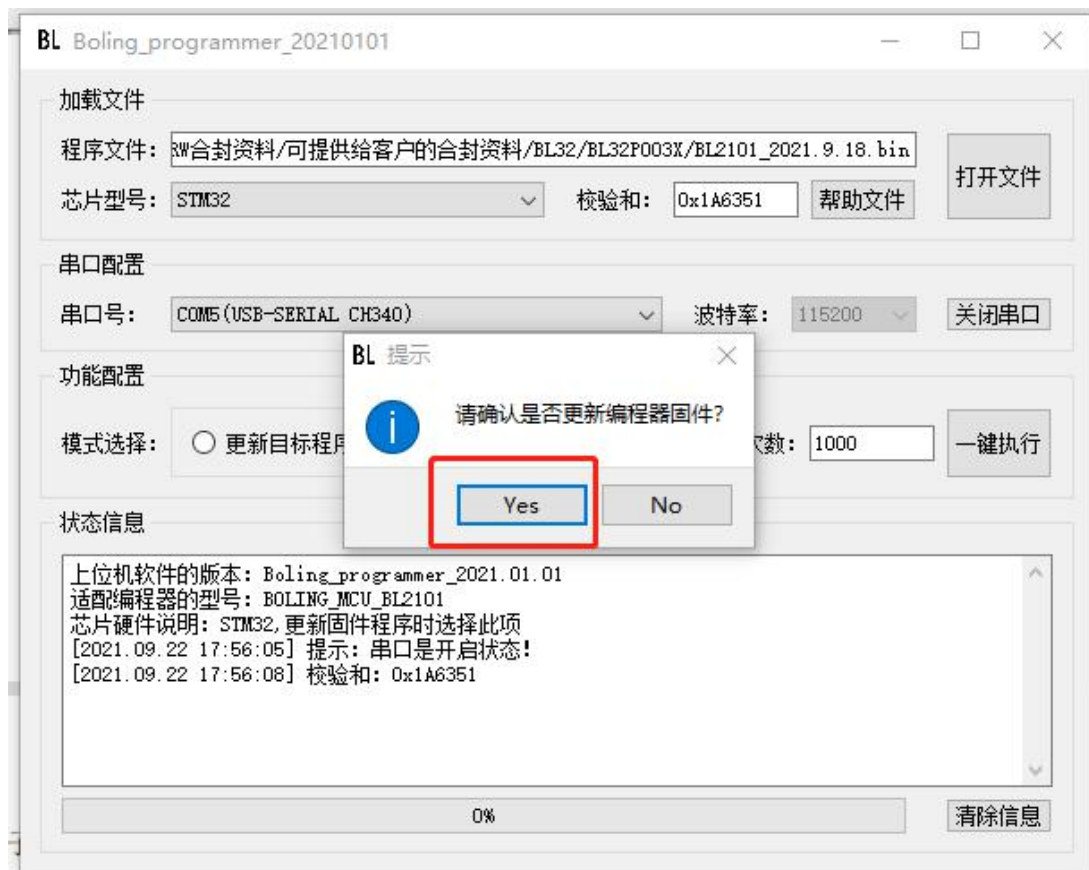 BL Boling_programmer_20210101
加载文件
程序文件: RW合封资料/可提供给客户的合封资料/BL32/BL32P003X/BL2101_2021.9.18.bin
打开文件
芯片型号: STM32 校验和: 0x1A6351 帮助文件
串口配置
串口号: COM5(USB-SERIAL CH340) 波特率: 115200 关闭串口
BL 提示
功能配置
请确认是否更新编程器固件?
模式选择: 更新目标程序 次数: 1000 一键执行
Yes No
状态信息
上位机软件的版本: Boling_programmer_2021.01.01
适配编程器的型号: BOLING_MCU_BL2101
芯片硬件说明: STM32,更新固件程序时选择此项
[2021.09.22 17:56:05] 提示: 串口是开启状态!
[2021.09.22 17:56:08] 校验和: 0x1A6351
0% 清除信息